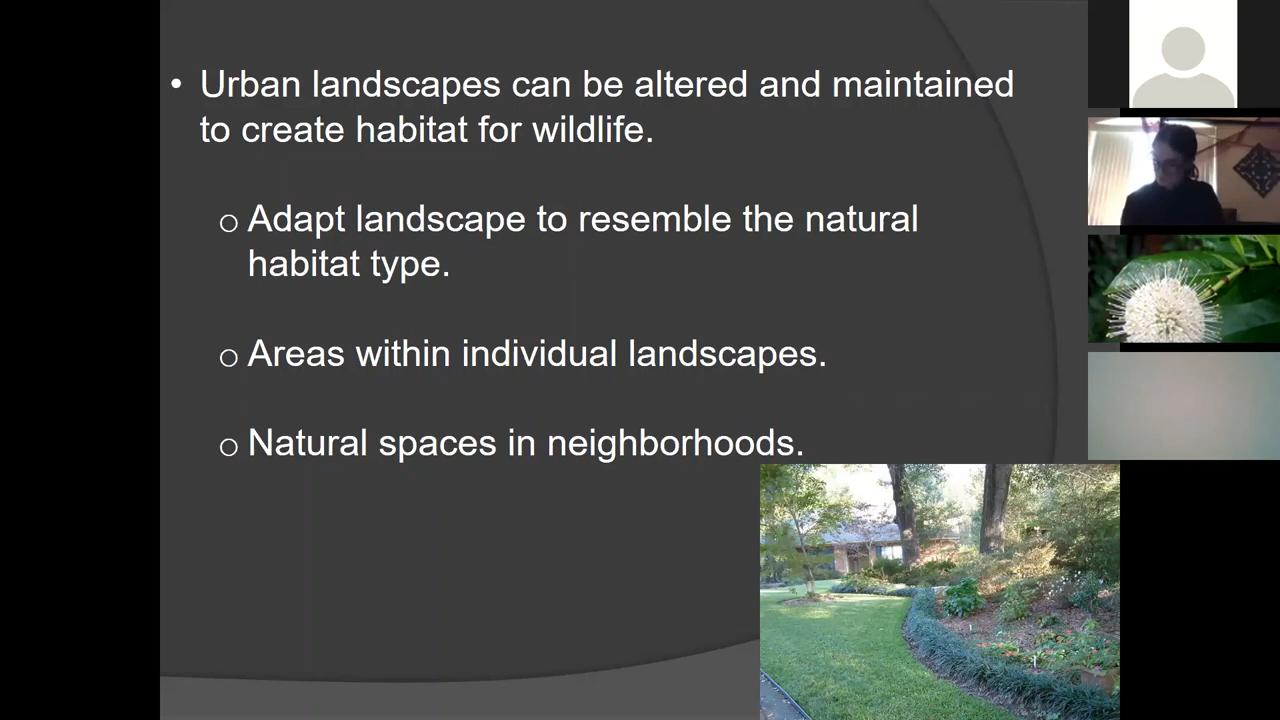 • Urban landscapes can be altered and maintained
to create habitat for wildlife.
o Adapt landscape to resemble the natural
habitat type.
o Areas within individual landscapes.
o Natural spaces in neighborhoods.